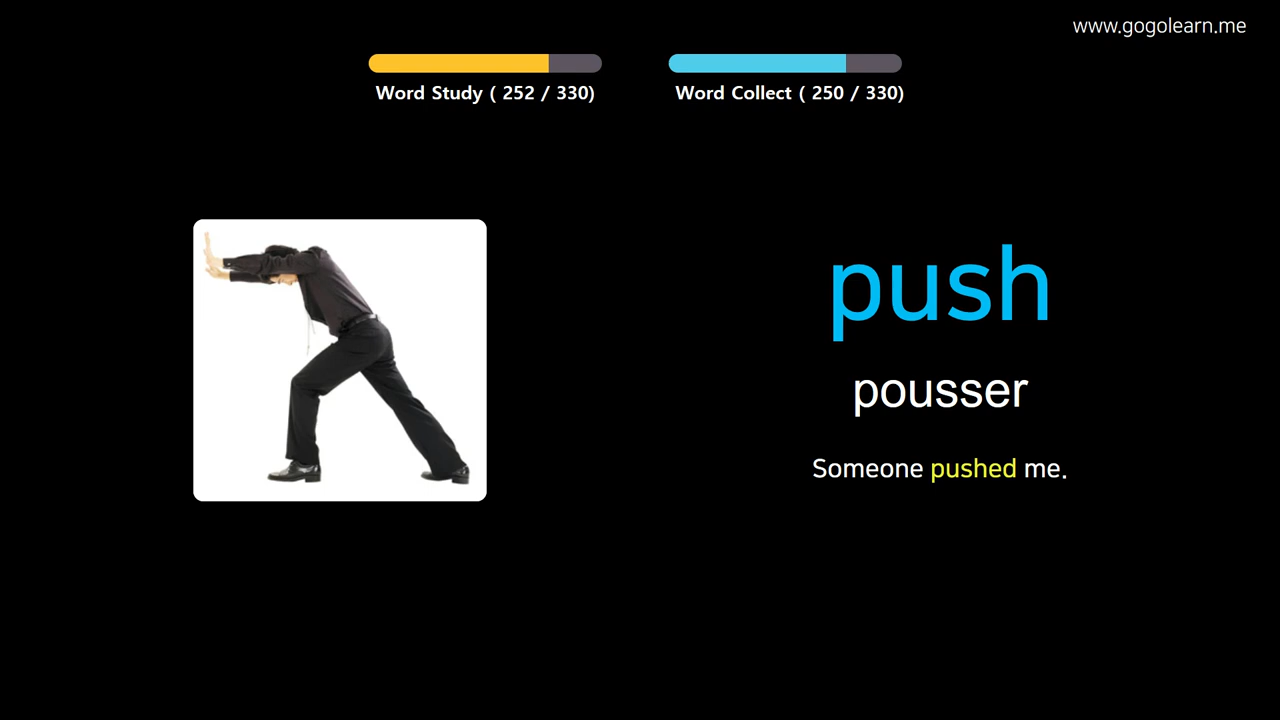 www.gogolearn.me
Word Study ( 252 / 330)
Word Collect ( 250 / 330)
push
pousser
Someone pushed me.